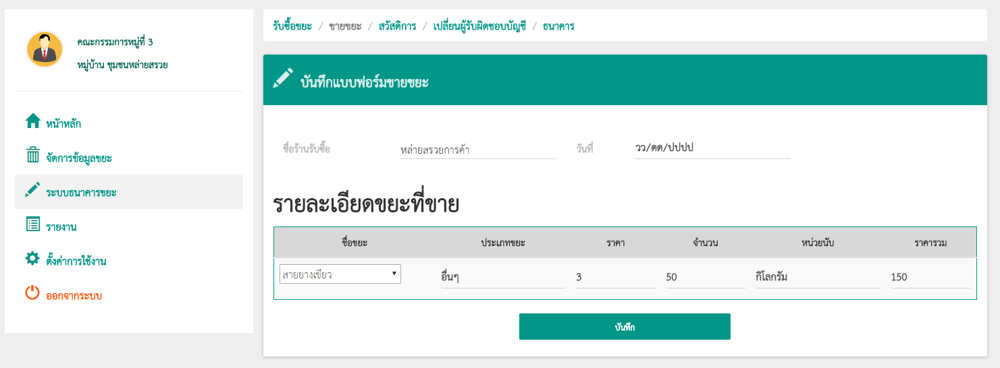 คณะกรรมการหมู่ที่ 3
หมู่บ้าน ชุมชนหล่ายสรวย
หน้าหลัก
จัดการข้อมูลขยะ
ระบบธนาคารขยะ
รายงาน
ตั้งค่าการใช้งาน
ออกจากระบบ
รับซื้อขยะ / ขายขยะ / สวัสดิการ / เปลี่ยนผู้รับผิดชอบบัญชี / ธนาคาร
บันทึกแบบฟอร์มขายขยะ
ชื่อร้านรับซื้อ หล่ายสรวยการค้า วันที่ วว/ดด/ปปปป
รายละเอียดขยะที่ขาย
ชื่อขยะ ประเภทขยะ ราคา จำนวน หน่วยนับ ราคารวม
สายยางเขียว อื่นๆ 3 50 กิโลกรัม 150
บันทึก